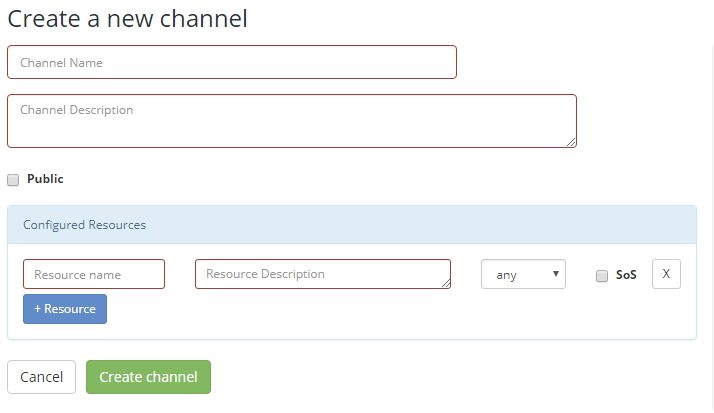 Create a new channel
Channel Name
Channel Description
Public
Configured Resources
Resource name Resource Description any SoS X
+ Resource
Cancel Create channel